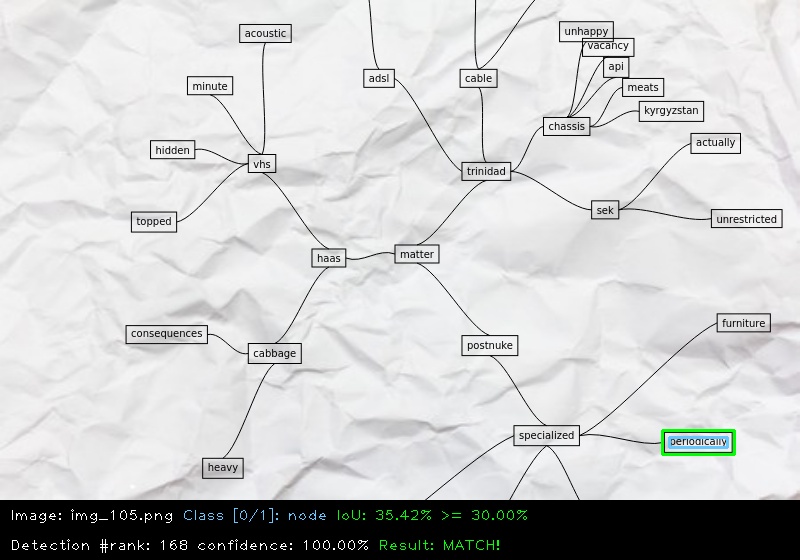 unhappy
acoustic
vacancy
api
adsl
cable
minute
meats
kyrgyzstan
chassis
actually
hidden
vhs
trinidad
sek
topped
unrestricted
matter
haas
furniture
consequences
postnuke
cabbage
specialized
periodically
heavy
Image: img_105.png Class [0/1]: node IoU: 35.42% >= 30.00%
Detection #rank: 168 confidence: 100.00% Result: MATCH!